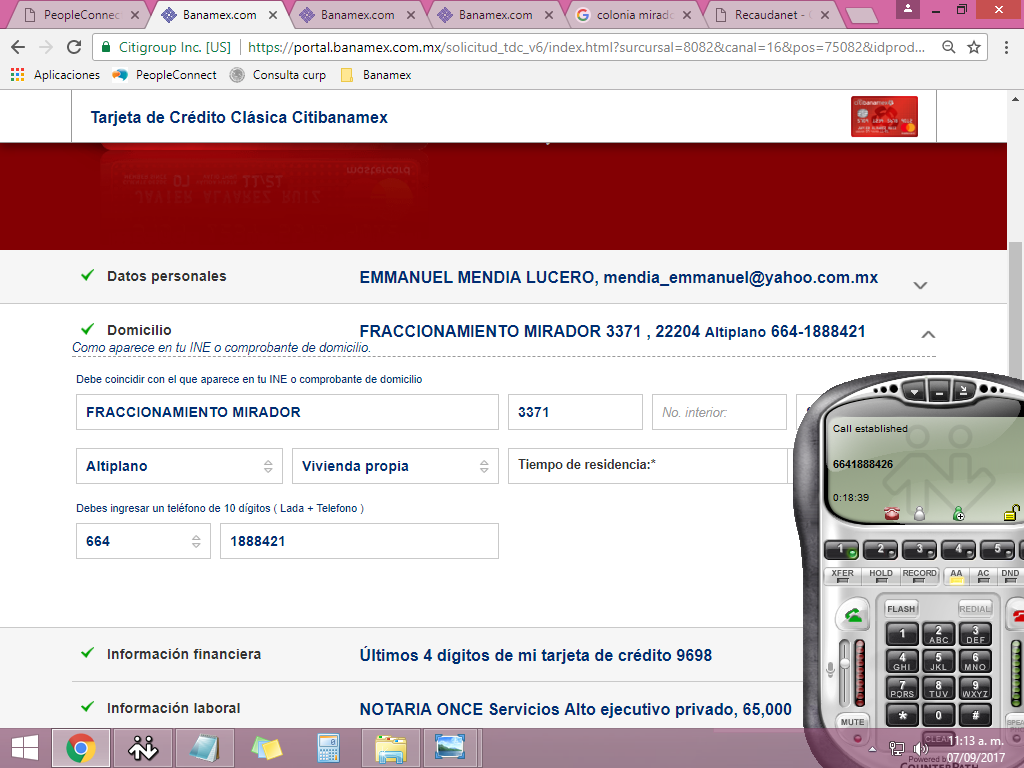 PeopleConnec
Banamex.com
Banamex.com
Banamex.com
colonia mirado
Recaudanet -
Citigroup Inc. [US]
https://portal.banamex.com.mx/solicitud_tdc_v6/index.html?surcursal=8082&canal=16&pos=75082&idprod...
Aplicaciones
PeopleConnect
Consulta curp
Banamex
Tarjeta de Crédito Clásica Citibanamex
Datos personales
EMMANUEL MENDIA LUCERO, mendia_emmanuel@yahoo.com.mx
Domicilio
FRACCIONAMIENTO MIRADOR 3371 , 22204 Altiplano 664-1888421
Como aparece en tu INE o comprobante de domicilio.
Debe coincidir con el que aparece en tu INE o comprobante de domicilio
FRACCIONAMIENTO MIRADOR
3371
No. interior:
Altiplano
Vivienda propia
Tiempo de residencia:*
Debes ingresar un teléfono de 10 dígitos ( Lada + Telefono )
664
1888421
Información financiera
Últimos 4 dígitos de mi tarjeta de crédito 9698
Información laboral
NOTARIA ONCE Servicios Alto ejecutivo privado, 65,000
Call established
6641888426
0:18:39
1 2 3 4 5
XFER HOLD RECORD AA AC DND
FLASH REDIAL
1 2 ABC 3 DEF
4 GHI 5 JKL 6 MNO
7 PQRS 8 TUV 9 WXYZ
* 0 #
MUTE
CLEAR
11:13 a. m.
Powered by
07/09/2017
COUNTERPATH